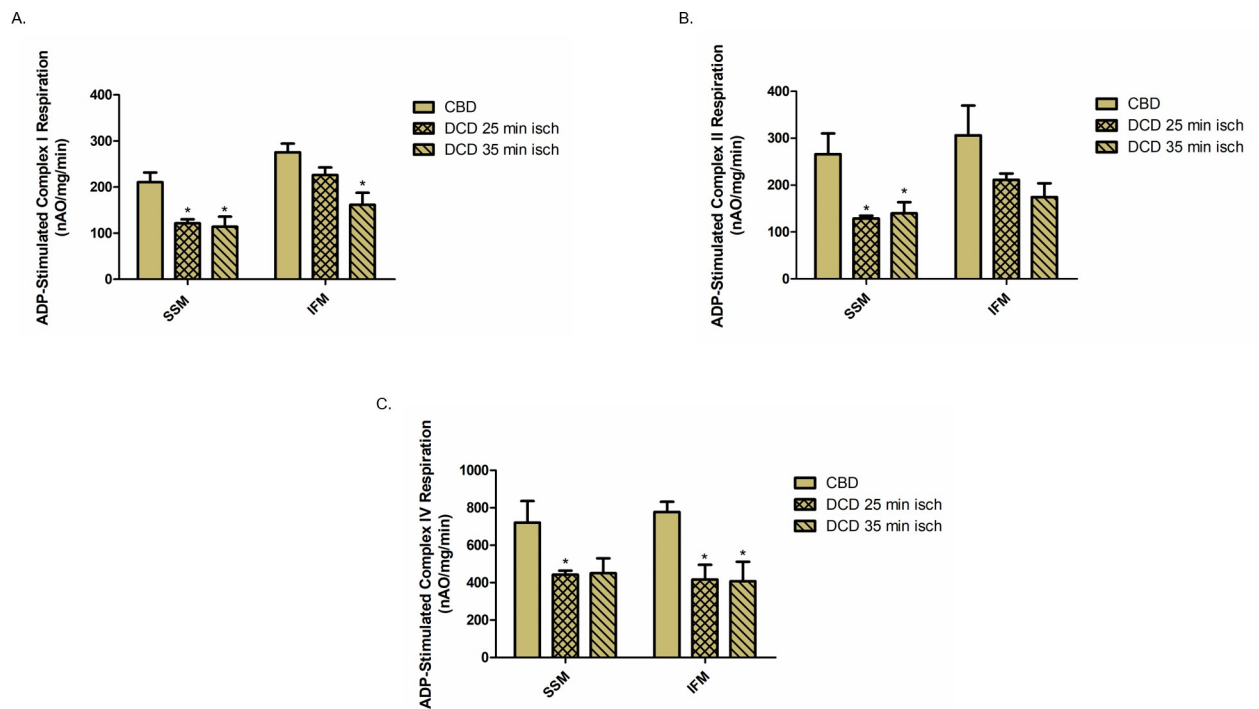 A.
ADP-Stimulated Complex I Respiration
(nAO/mg/min)
400
300
200
100
0
* *
*
SSM
IFM
CBD
DCD 25 min isch
DCD 35 min isch
B.
ADP-Stimulated Complex II Respiration
(nAO/mg/min)
400
300
200
100
0
*
*
SSM
IFM
CBD
DCD 25 min isch
DCD 35 min isch
C.
ADP-Stimulated Complex IV Respiration
(nAO/mg/min)
1000
800
600
400
200
0
*
* *
SSM
IFM
CBD
DCD 25 min isch
DCD 35 min isch